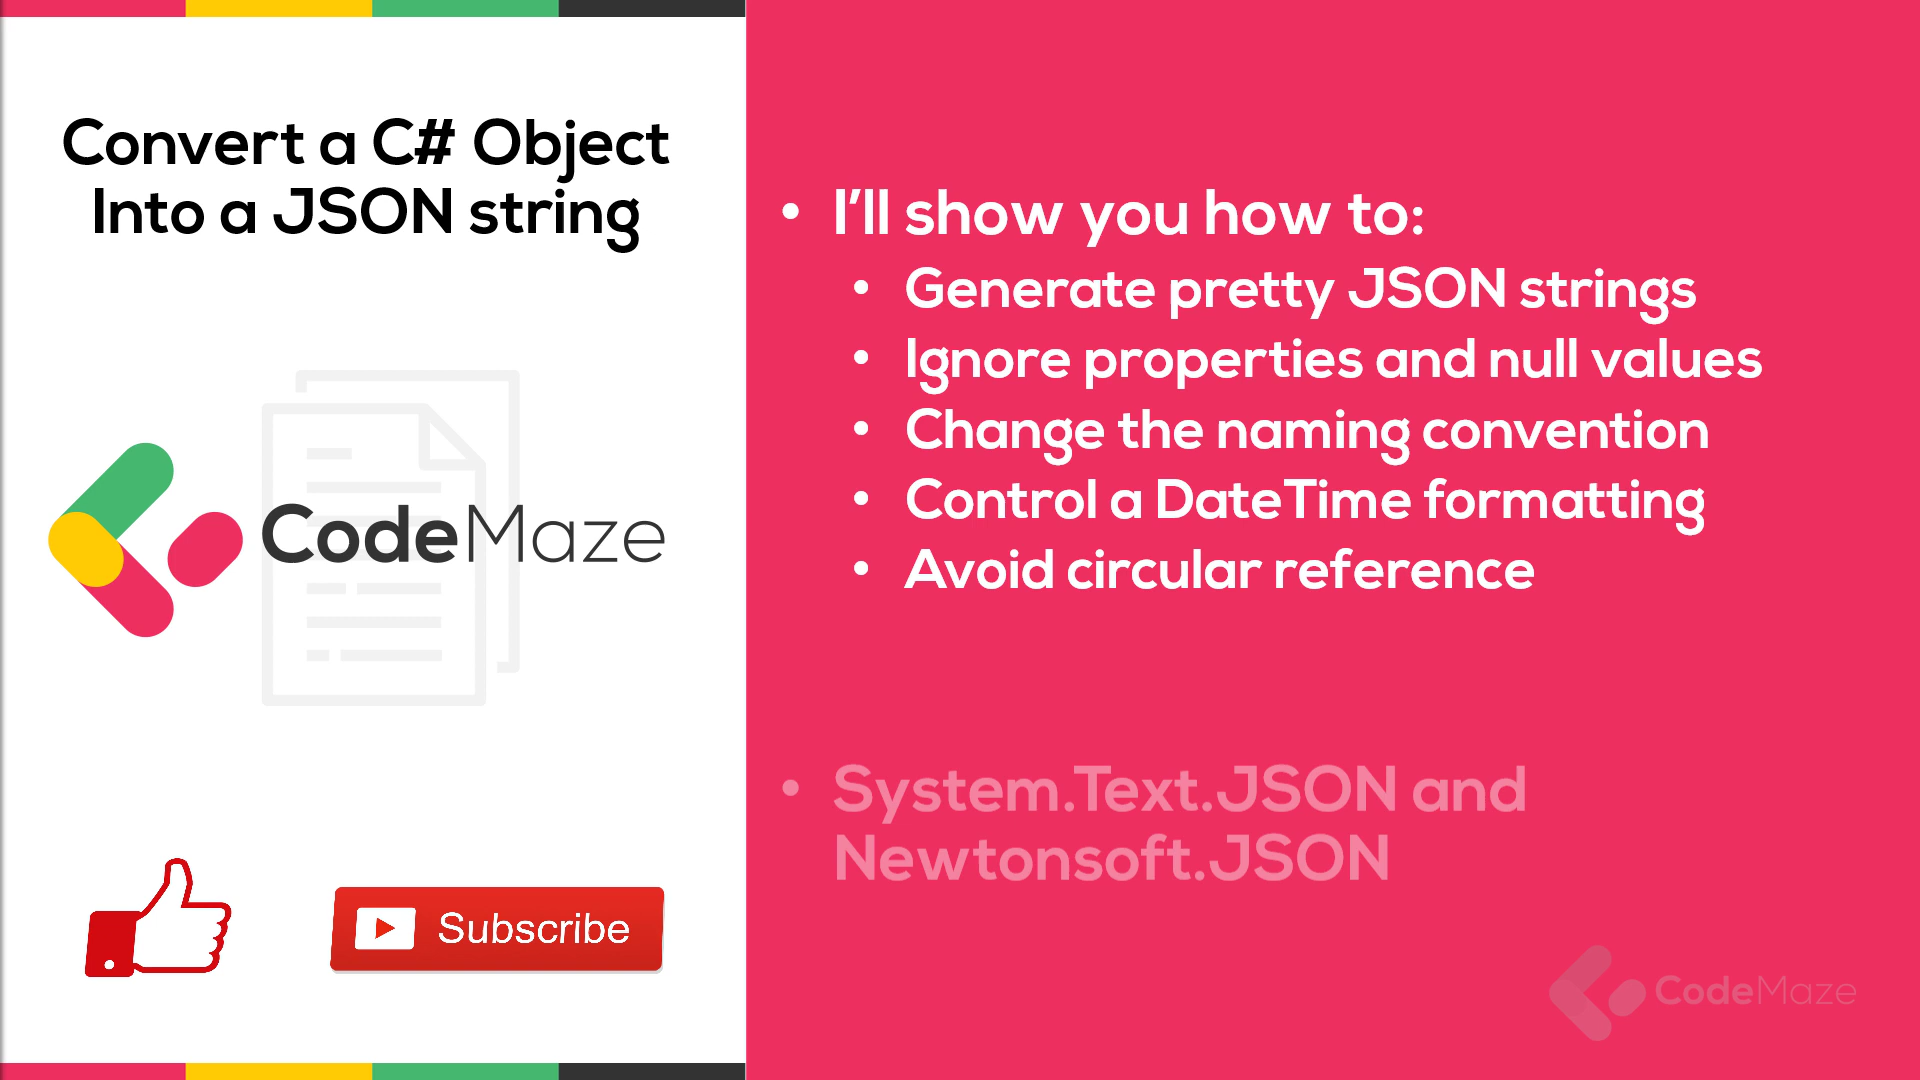 Convert a C# Object
Into a JSON string
CodeMaze
Subscribe
• I’ll show you how to:
• Generate pretty JSON strings
• Ignore properties and null values
• Change the naming convention
• Control a DateTime formatting
• Avoid circular reference
• System.Text.JSON and
Newtonsoft.JSON
CodeMaze